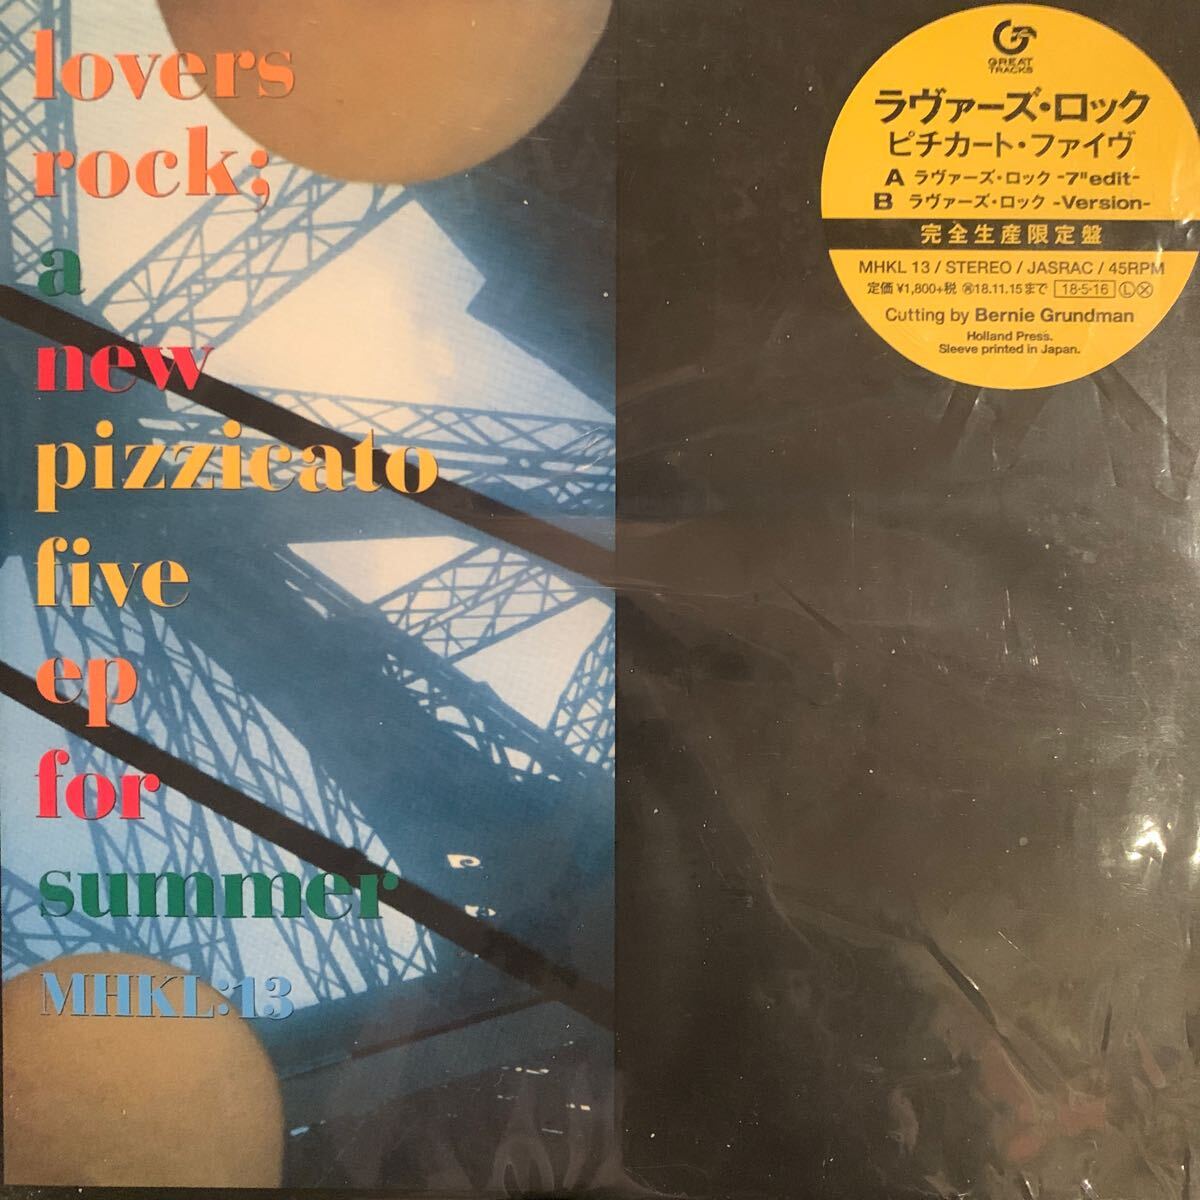 lovers
rock;
a
new
pizzicato
five
ep
for
summer
MHKL:13
GREAT
TRACKS
ラヴァーズ・ロック
ピチカート・ファイヴ
A ラヴァーズ・ロック -7"edit-
B ラヴァーズ・ロック -Version-
完全生産限定盤
MHKL 13 / STEREO / JASRAC / 45RPM
定価 ¥1,800+税 ㊕18.11.15まで 18-5-16 Ⓛ Ⓧ
Cutting by Bernie Grundman
Holland Press.
Sleeve printed in Japan.